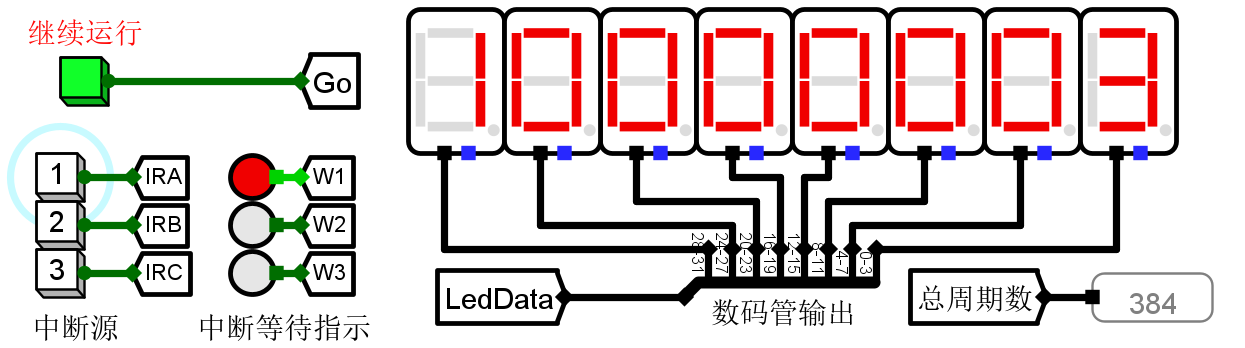 继续运行
Go
10000003
1 IRA W1
2 IRB W2
3 IRC W3
中断源 中断等待指示
28-31 24-27 20-23 16-19 12-15 8-11 4-7 0-3
LedData
数码管输出
总周期数 384